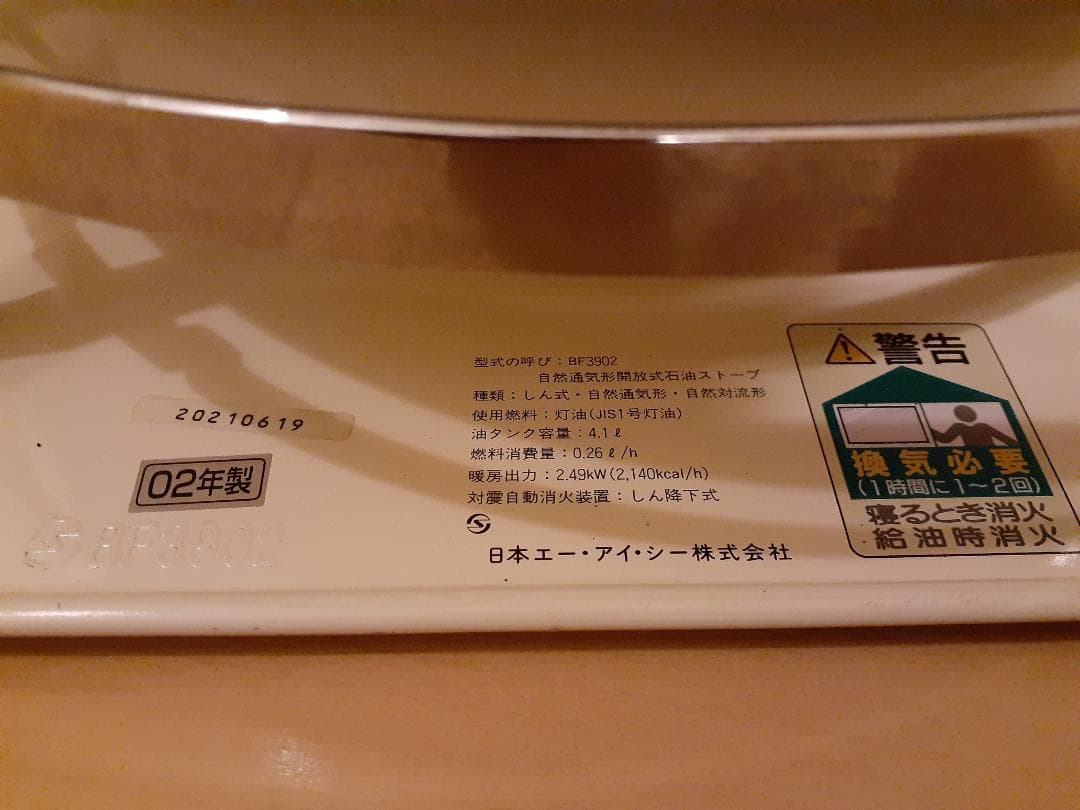 20210619
02年製
BF3902
型式の呼び：BF3902
自然通気形開放式石油ストーブ
種類：しん式・自然通気形・自然対流形
使用燃料：灯油(JIS1号灯油)
油タンク容量：4.1ℓ
燃料消費量：0.26ℓ/h
暖房出力：2.49kW(2,140kcal/h)
対震自動消火装置：しん降下式
日本エー・アイ・シー株式会社
警告
換気必要
(1時間に1～2回)
寝るとき消火
給油時消火